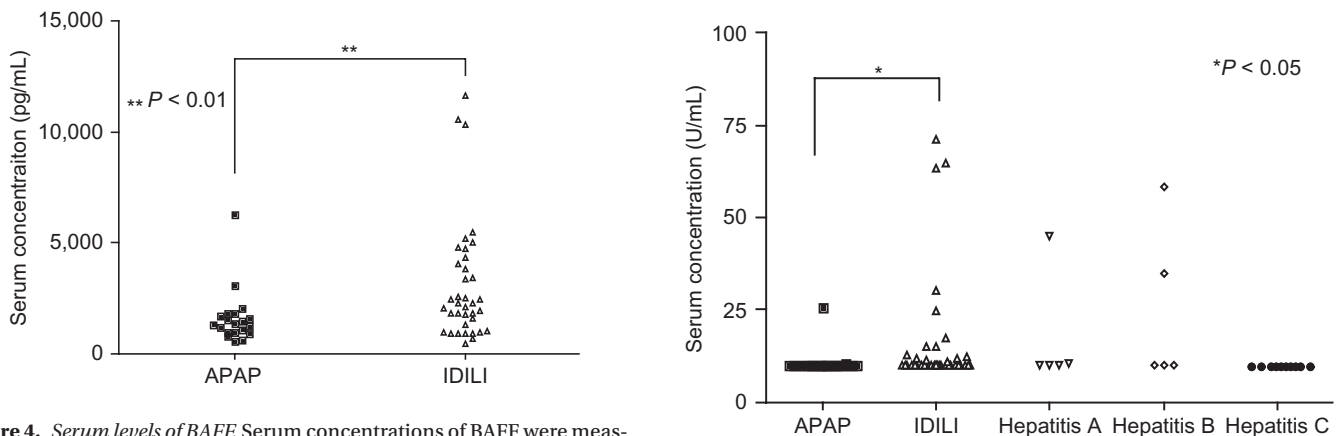 15,000
10,000
5,000
0
Serum concentraiton (pg/mL)
**
** P < 0.01
APAP IDILI
re 4. Serum levels of BAFF Serum concentrations of BAFF were meas-
100
75
50
25
0
Serum concentration (U/mL)
*
*P < 0.05
APAP IDILI Hepatitis A Hepatitis B Hepatitis C